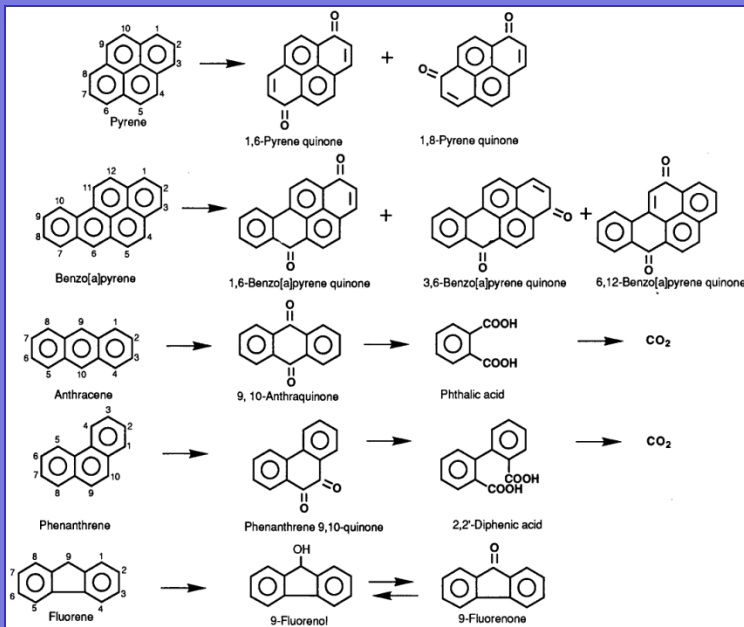 10 1
9 2
8 3
7 4
6 5
Pyrene
O
O
1,6-Pyrene quinone
+
O
O
1,8-Pyrene quinone
12 1
11 2
10 3
9 4
8 5
7 6
Benzo[a]pyrene
O
O
1,6-Benzo[a]pyrene quinone
+
O
O
3,6-Benzo[a]pyrene quinone
+
O
O
6,12-Benzo[a]pyrene quinone
8 9 1
7 2
6 3
5 10 4
Anthracene
O
O
9, 10-Anthraquinone
COOH
COOH
Phthalic acid
CO2
3
4 2
5 1
6
7 10
8 9
Phenanthrene
O
O
Phenanthrene 9,10-quinone
COOH
COOH
2,2'-Diphenic acid
CO2
8 9 1
7 2
6 3
5 4
Fluorene
OH
9-Fluorenol
O
9-Fluorenone